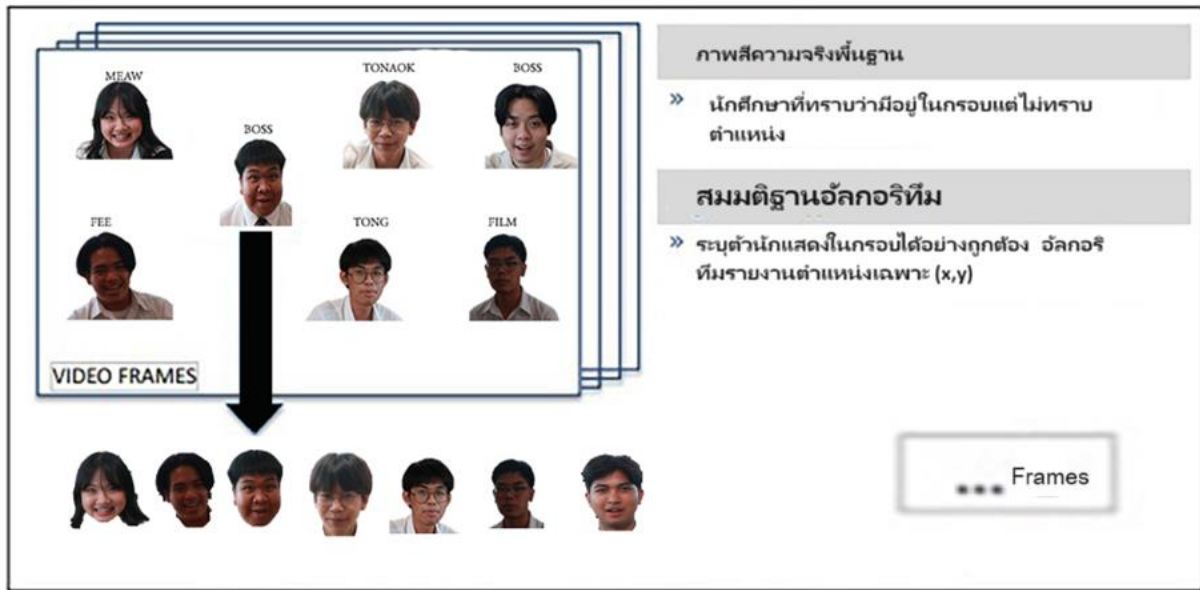 MEAW
TONAOK
BOSS
BOSS
FEE
TONG
FILM
VIDEO FRAMES
ภาพสีความจริงพื้นฐาน
» นักศึกษาที่ทราบว่ามีอยู่ในกรอบแต่ไม่ทราบ
ตำแหน่ง
สมมติฐานอัลกอริทึม
» ระบุตัวนักแสดงในกรอบได้อย่างถูกต้อง อัลกอริ
ทึมรายงานตำแหน่งเฉพาะ (x,y)
... Frames